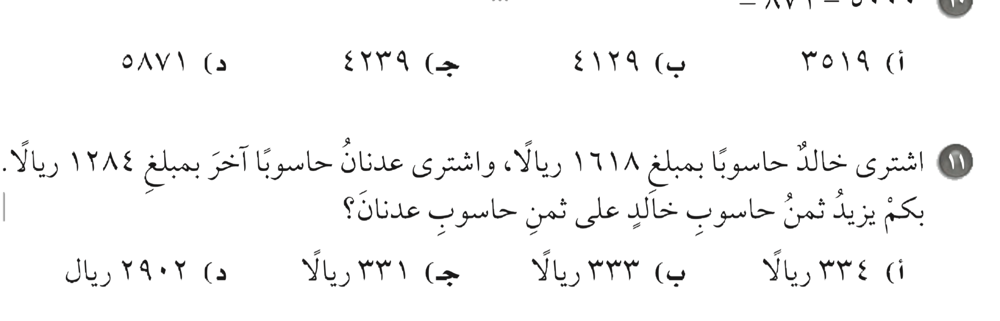 أ) ٣٥١٩ ب) ٤١٢٩ جـ) ٤٢٣٩ د) ٥٨٧١
١١ اشترى خالدٌ حاسوبًا بمبلغِ ١٦١٨ ريالًا، واشترى عدنانُ حاسوبًا آخرَ بمبلغِ ١٢٨٤ ريالًا.
بكمْ يزيدُ ثمنُ حاسوبِ خالدٍ على ثمنِ حاسوبِ عدنانَ؟
أ) ٣٣٤ ريالًا ب) ٣٣٣ ريالًا جـ) ٣٣١ ريالًا د) ٢٩٠٢ ريال